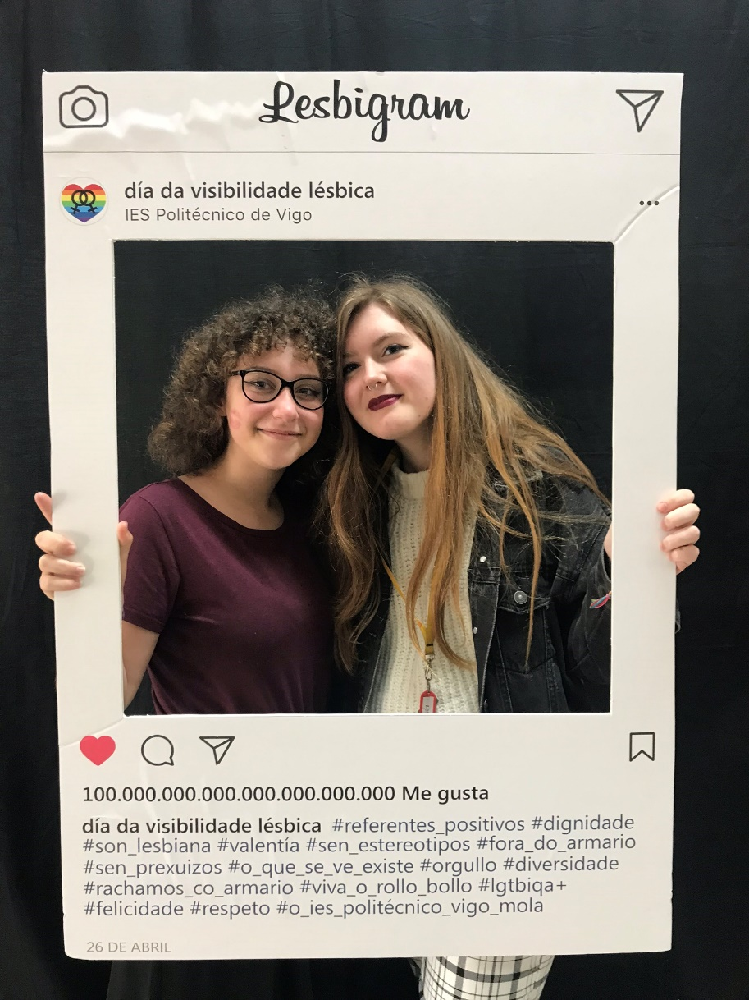 Lesbigram
día da visibilidade lésbica
IES Politécnico de Vigo
100.000.000.000.000.000.000.000 Me gusta
día da visibilidade lésbica #referentes_positivos #dignidade
#son_lesbiana #valentía #sen_estereotipos #fora_do_armario
#sen_prexuizos #o_que_se_ve_existe #orgullo #diversidade
#rachamos_co_armario #viva_o_rollo_bollo #lgtbiqa+
#felicidade #respeto #o_ies_politécnico_vigo_mola
26 DE ABRIL